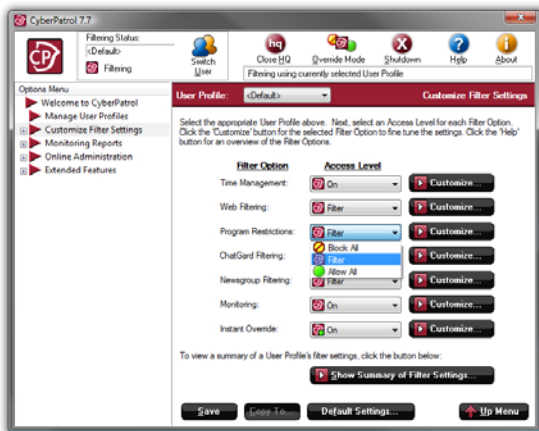 CyberPatrol 7.7
Filtering Status:
<Default>
Filtering
Switch User
hq
Close HQ
Override Mode
Shutdown
Help
About
Filtering using currently selected User Profile
Options Menu
Welcome to CyberPatrol
Manage User Profiles
Customize Filter Settings
Monitoring Reports
Online Administration
Extended Features
User Profile: <Default> Customize Filter Settings
Select the appropriate User Profile above. Next, select an Access Level for each Filter Option.
Click the 'Customize' button for the selected Filter Option to fine tune the settings. Click the 'Help'
button for an overview of the Filter Options.
Filter Option Access Level
Time Management: On Customize...
Web Filtering: Filter Customize...
Program Restrictions: Filter Customize...
Block All
Filter
Allow All
ChatGard Filtering: Customize...
Newsgroup Filtering: Filter Customize...
Monitoring: On Customize...
Instant Override: On Customize...
To view a summary of a User Profile's filter settings, click the button below:
Show Summary of Filter Settings...
Save Copy To... Default Settings... Up Menu